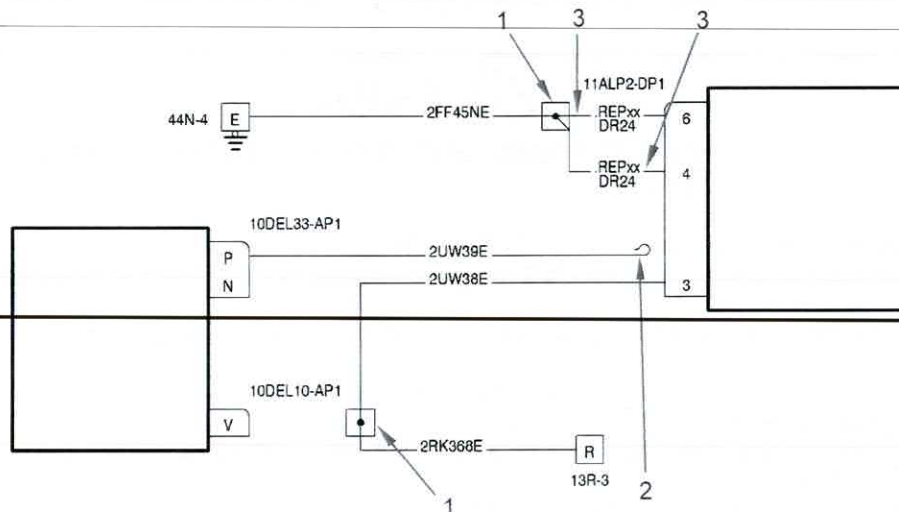 1 3 3
11ALP2-DP1
44N-4 E 2FF45NE .REPxx 6
DR24
.REPxx 4
DR24
10DEL33-AP1
P 2UW39E
N 2UW38E 3
10DEL10-AP1
V
2RK368E R
13R-3 2
1